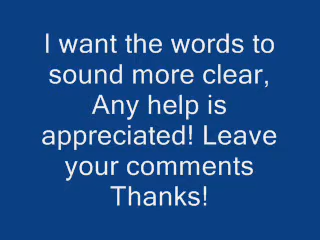 I want the words to
sound more clear,
Any help is
appreciated! Leave
your comments
Thanks!